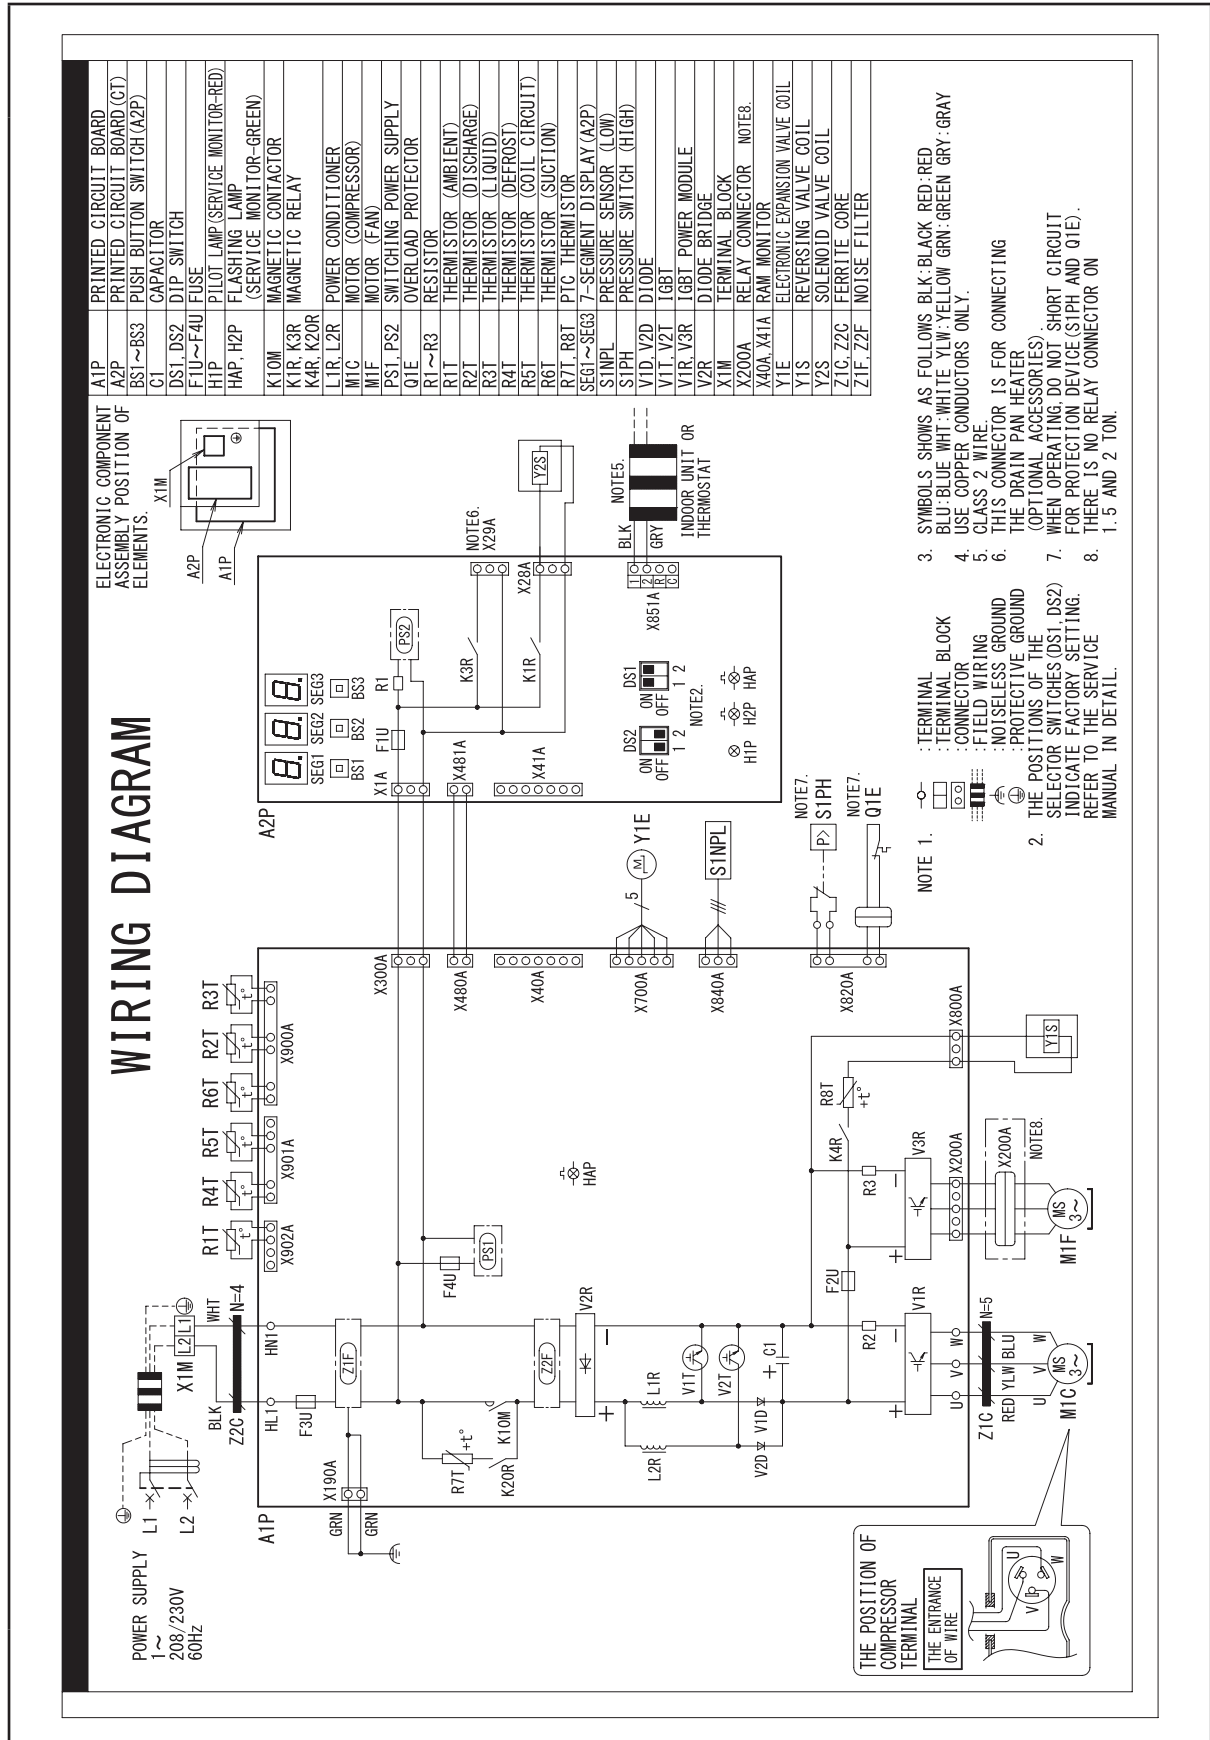 WIRING DIAGRAM
POWER SUPPLY
1~
208/230V
60Hz
L1
L2
X1M
L2 L1
BLK
WHT
Z2C
N=4
HL1
HN1
A1P
F3U
X190A
GRN
GRN
Z1F
R7T
+t°
K20R
K10M
F4U
PS1
Z2F
V2R
+
-
L2R
L1R
V1T
V2T
V2D
V1D
+
C1
F2U
R2
+
-
V1R
U
V
W
Z1C
N=5
RED
YLW
BLU
U
V
W
MS
3~
M1C
R3
+
-
V3R
K4R
R8T
+t°
X200A
X200A
NOTE8.
MS
3~
M1F
X800A
Y1S
HAP
R1T
t°
R4T
t°
R5T
t°
R6T
t°
R2T
t°
R3T
t°
X902A
X901A
X900A
X300A
X480A
X40A
X700A
5
M
Y1E
X840A
S1NPL
X820A
NOTE7.
S1PH
P>
NOTE7.
Q1E
A2P
X1A
X481A
X41A
SEG1
SEG2
SEG3
BS1
BS2
BS3
F1U
R1
PS2
K3R
K1R
NOTE6.
X29A
X28A
Y2S
DS2
ON
OFF
1 2
DS1
ON
OFF
1 2
NOTE2.
H1P
H2P
HAP
X851A
1
2
R
C
BLK
GRY
NOTE5.
INDOOR UNIT OR
THERMOSTAT
ELECTRONIC COMPONENT
ASSEMBLY POSITION OF
ELEMENTS.
X1M
A2P
A1P
A1P PRINTED CIRCUIT BOARD
A2P PRINTED CIRCUIT BOARD(CT)
BS1~BS3 PUSH BUTTON SWITCH(A2P)
C1 CAPACITOR
DS1, DS2 DIP SWITCH
F1U~F4U FUSE
H1P PILOT LAMP(SERVICE MONITOR-RED)
HAP, H2P FLASHING LAMP
(SERVICE MONITOR-GREEN)
K10M MAGNETIC CONTACTOR
K1R, K3R MAGNETIC RELAY
K4R, K20R
L1R, L2R POWER CONDITIONER
M1C MOTOR (COMPRESSOR)
M1F MOTOR (FAN)
PS1, PS2 SWITCHING POWER SUPPLY
Q1E OVERLOAD PROTECTOR
R1~R3 RESISTOR
R1T THERMISTOR (AMBIENT)
R2T THERMISTOR (DISCHARGE)
R3T THERMISTOR (LIQUID)
R4T THERMISTOR (DEFROST)
R5T THERMISTOR (COIL CIRCUIT)
R6T THERMISTOR (SUCTION)
R7T, R8T PTC THERMISTOR
SEG1~SEG3 7-SEGMENT DISPLAY(A2P)
S1NPL PRESSURE SENSOR (LOW)
S1PH PRESSURE SWITCH (HIGH)
V1D, V2D DIODE
V1T, V2T IGBT
V1R, V3R IGBT POWER MODULE
V2R DIODE BRIDGE
X1M TERMINAL BLOCK
X200A RELAY CONNECTOR NOTE8.
X40A, X41A RAM MONITOR
Y1E ELECTRONIC EXPANSION VALVE COIL
Y1S REVERSING VALVE COIL
Y2S SOLENOID VALVE COIL
Z1C, Z2C FERRITE CORE
Z1F, Z2F NOISE FILTER
NOTE 1.
:TERMINAL
:TERMINAL BLOCK
:CONNECTOR
:FIELD WIRING
:NOISELESS GROUND
:PROTECTIVE GROUND
2. THE POSITIONS OF THE
SELECTOR SWITCHES(DS1, DS2)
INDICATE FACTORY SETTING.
REFER TO THE SERVICE
MANUAL IN DETAIL.
3. SYMBOLS SHOWS AS FOLLOWS BLK:BLACK RED:RED
BLU:BLUE WHT:WHITE YLW:YELLOW GRN:GREEN GRY:GRAY
4. USE COPPER CONDUCTORS ONLY.
5. CLASS 2 WIRE.
6. THIS CONNECTOR IS FOR CONNECTING
THE DRAIN PAN HEATER
(OPTIONAL ACCESSORIES).
7. WHEN OPERATING, DO NOT SHORT CIRCUIT
FOR PROTECTION DEVICE(S1PH AND Q1E).
8. THERE IS NO RELAY CONNECTOR ON
1.5 AND 2 TON.
THE POSITION OF
COMPRESSOR
TERMINAL
THE ENTRANCE
OF WIRE
U
V
W